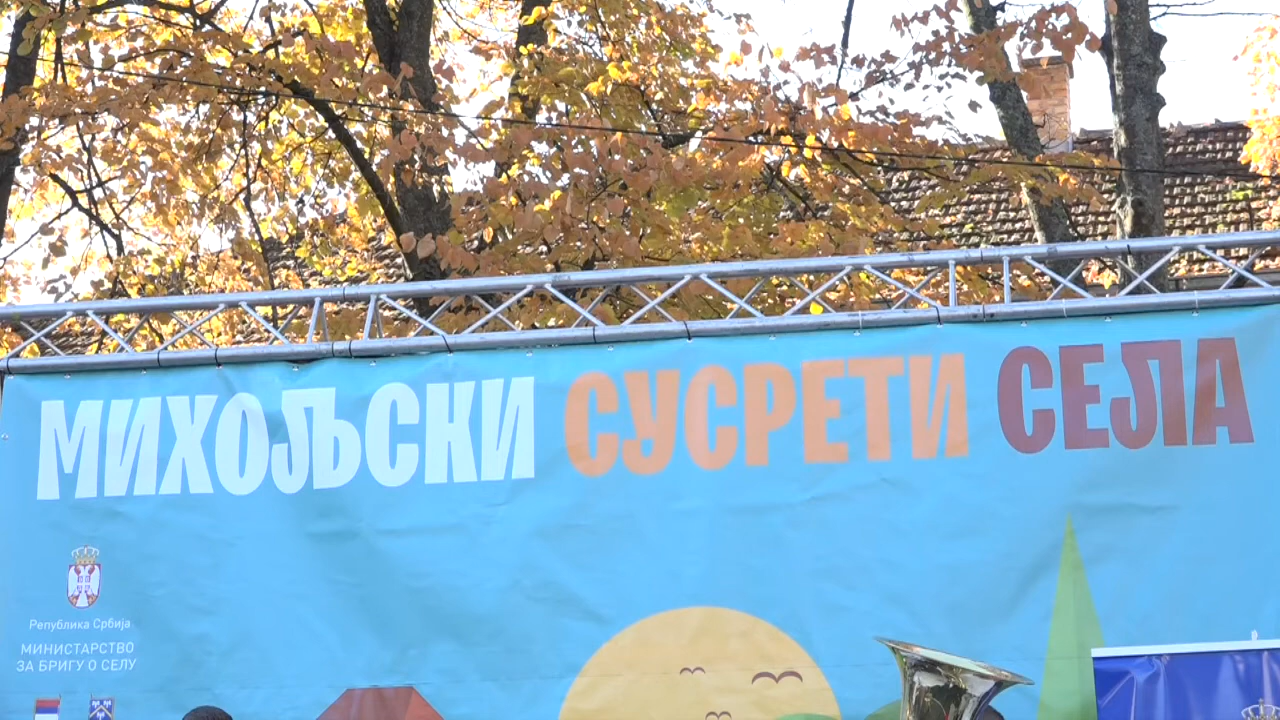 МИХОЉСКИ СУСРЕТИ СЕЛА
Република Србија
МИНИСТАРСТВО
ЗА БРИГУ О СЕЛУ